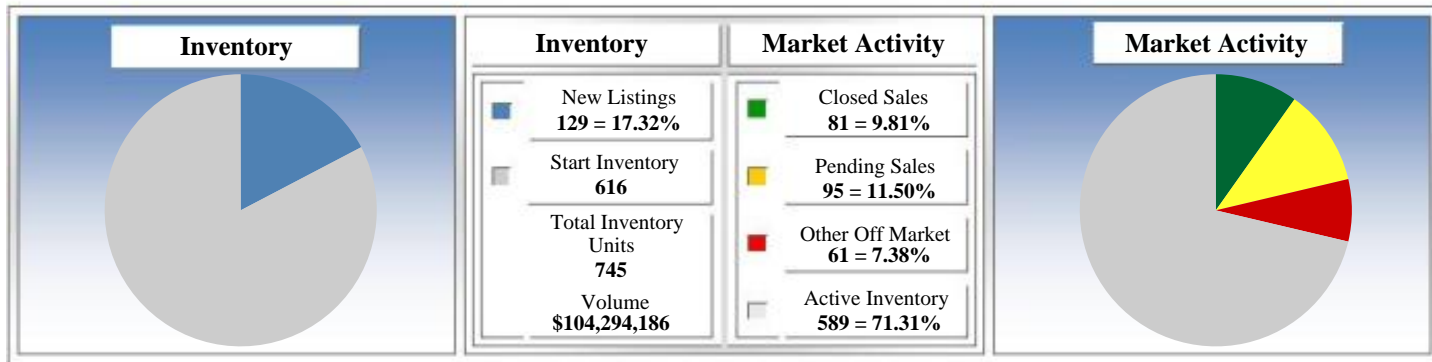 Inventory
Inventory
Market Activity
Market Activity
New Listings
129 = 17.32%
Start Inventory
616
Total Inventory
Units
745
Volume
$104,294,186
Closed Sales
81 = 9.81%
Pending Sales
95 = 11.50%
Other Off Market
61 = 7.38%
Active Inventory
589 = 71.31%